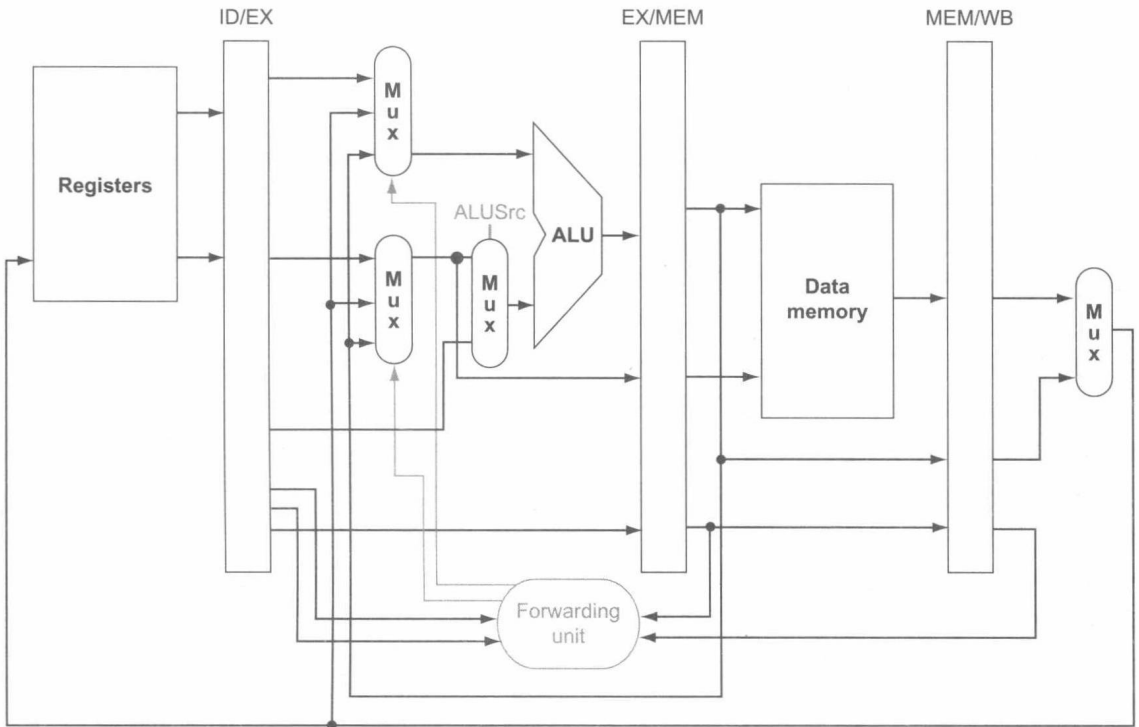 ID/EX
EX/MEM
MEM/WB
Registers
M
u
x
ALUSrc
M
u
x
M
u
x
ALU
Data
memory
M
u
x
Forwarding
unit